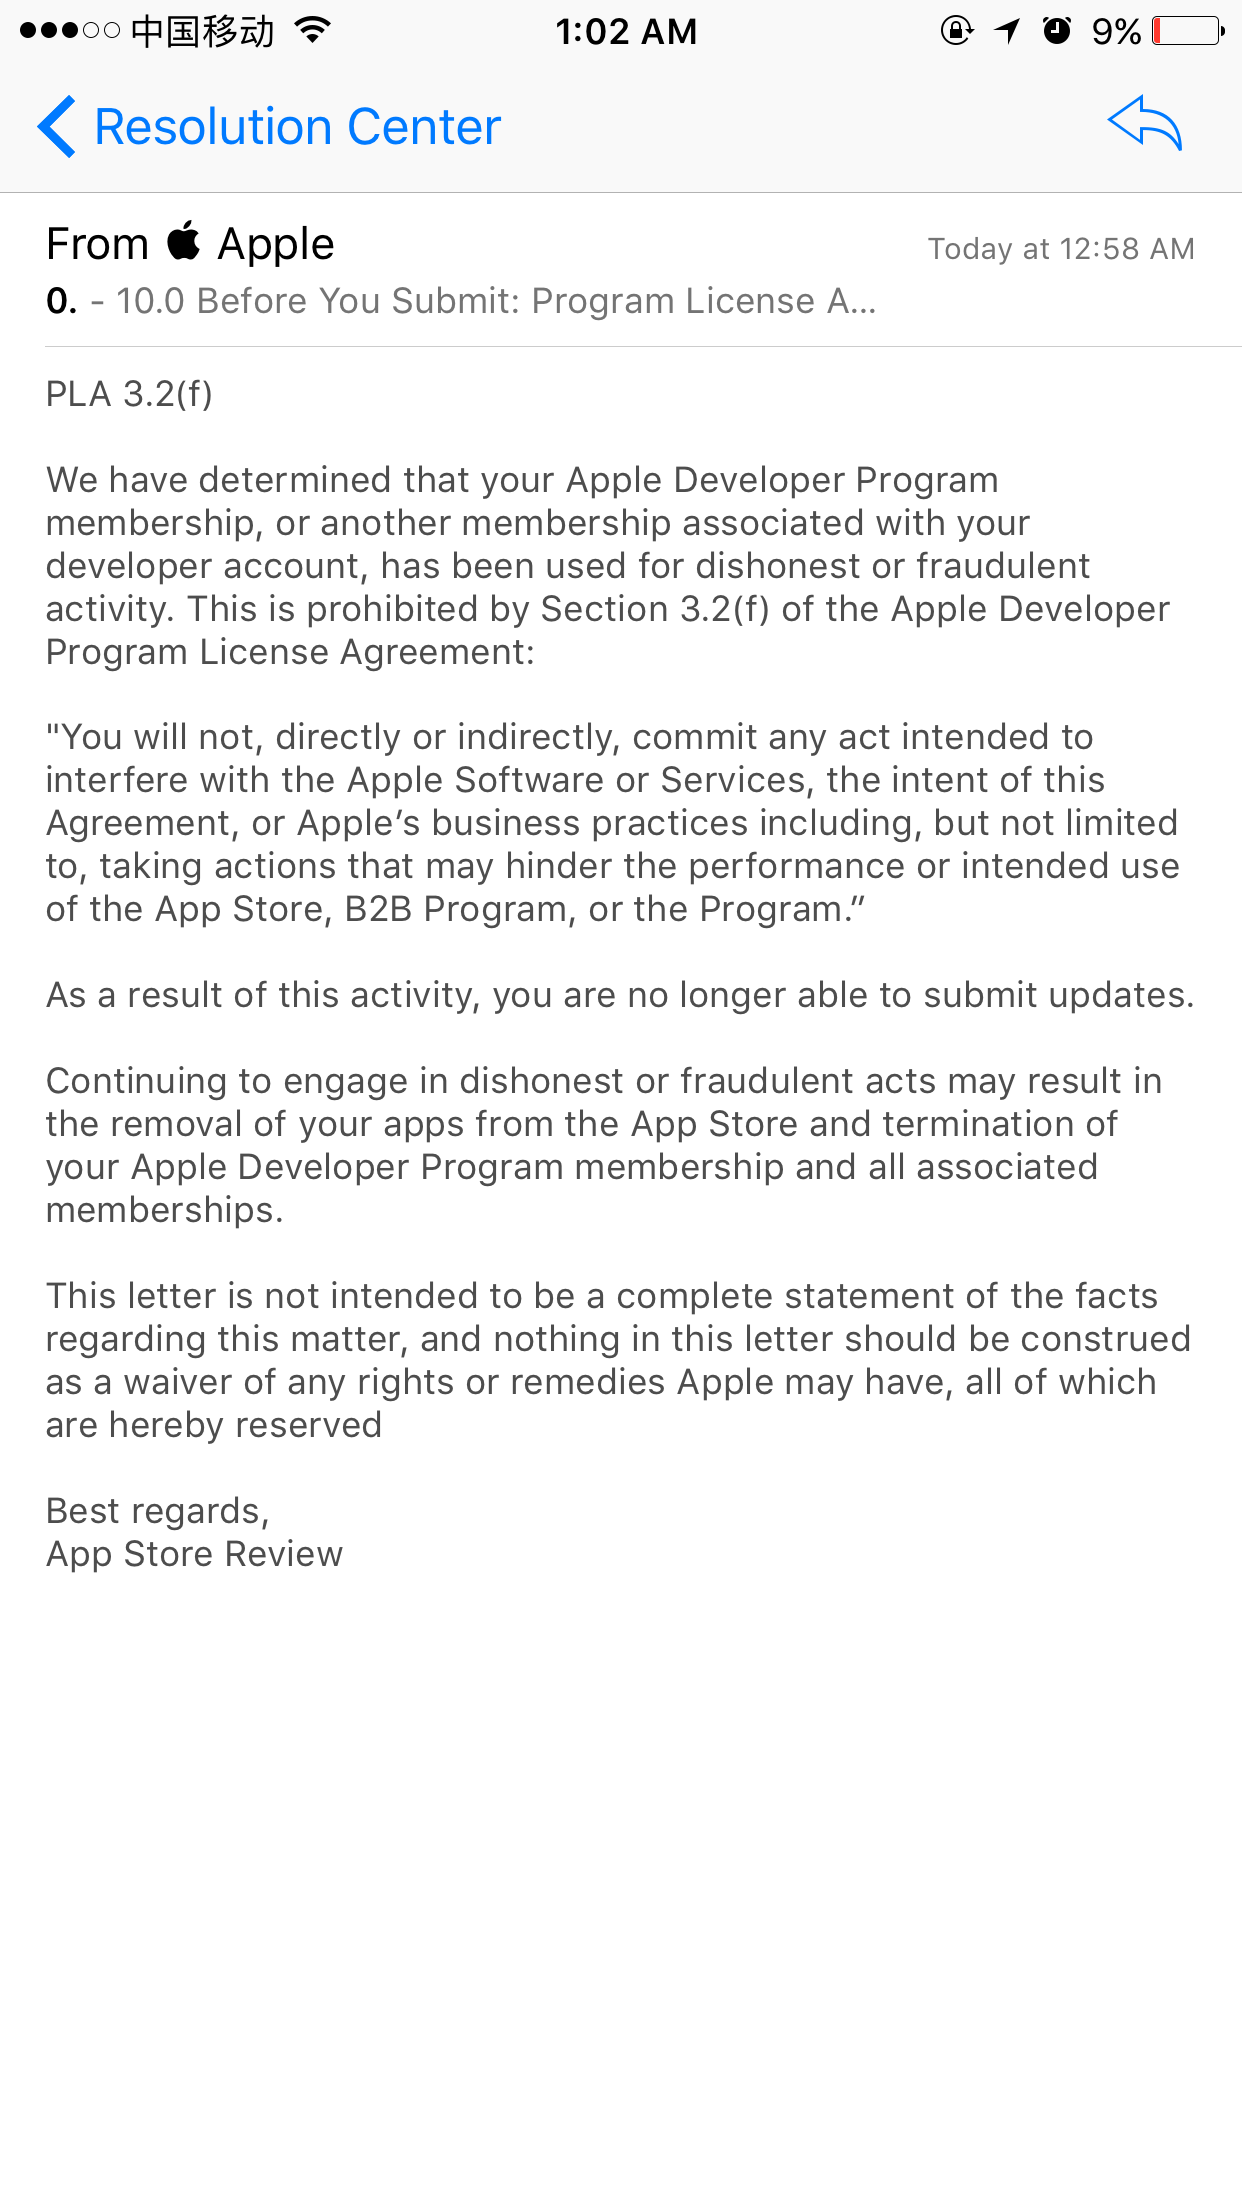 中国移动 1:02 AM 9%
Resolution Center
From Apple Today at 12:58 AM
0. - 10.0 Before You Submit: Program License A...
PLA 3.2(f)
We have determined that your Apple Developer Program
membership, or another membership associated with your
developer account, has been used for dishonest or fraudulent
activity. This is prohibited by Section 3.2(f) of the Apple Developer
Program License Agreement:
"You will not, directly or indirectly, commit any act intended to
interfere with the Apple Software or Services, the intent of this
Agreement, or Apple’s business practices including, but not limited
to, taking actions that may hinder the performance or intended use
of the App Store, B2B Program, or the Program.”
As a result of this activity, you are no longer able to submit updates.
Continuing to engage in dishonest or fraudulent acts may result in
the removal of your apps from the App Store and termination of
your Apple Developer Program membership and all associated
memberships.
This letter is not intended to be a complete statement of the facts
regarding this matter, and nothing in this letter should be construed
as a waiver of any rights or remedies Apple may have, all of which
are hereby reserved
Best regards,
App Store Review